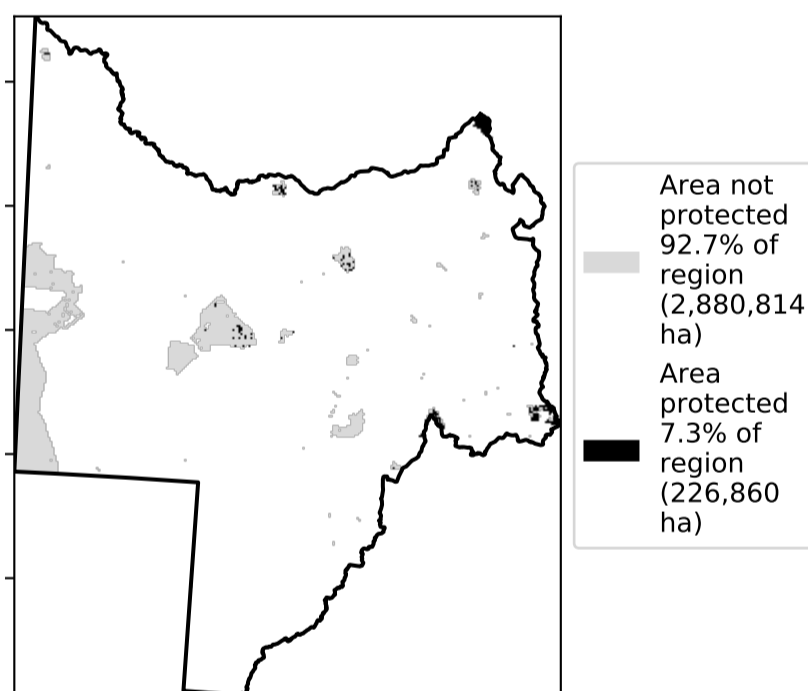 Area not
protected
92.7% of
region
(2,880,814
ha)
Area
protected
7.3% of
region
(226,860
ha)